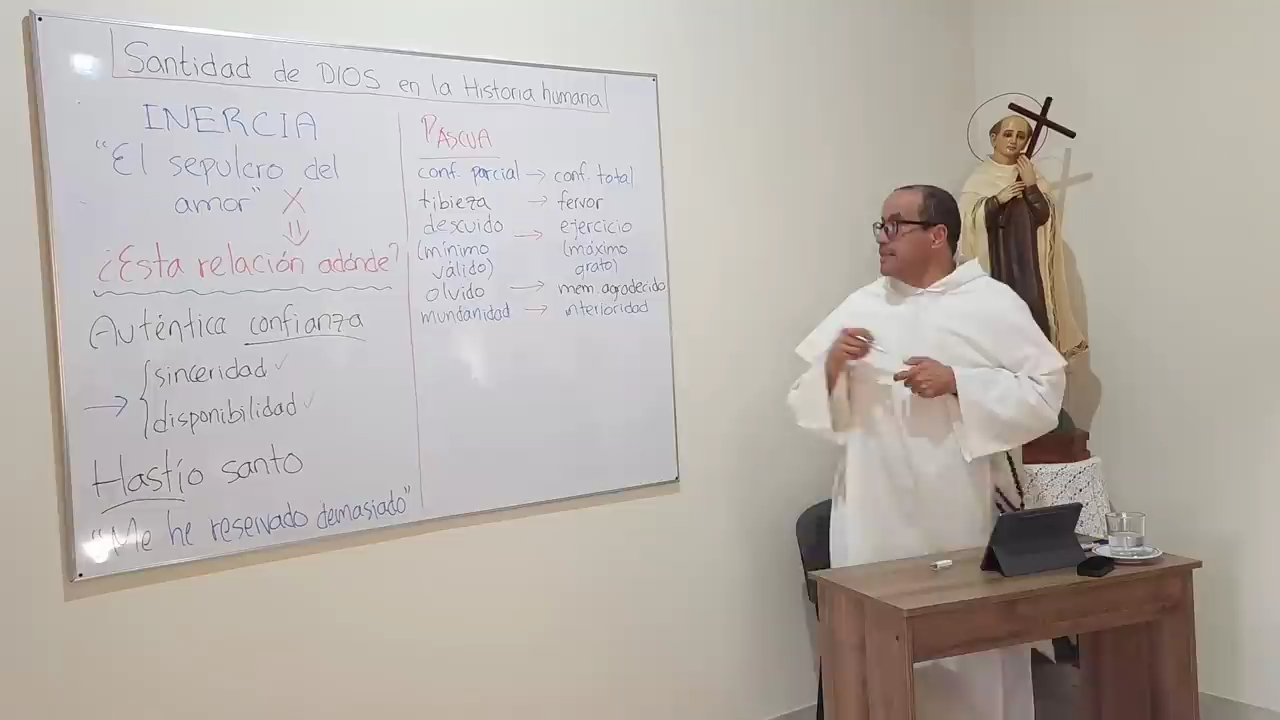 Santidad de DIOS en la Historia humana
INERCIA
"El sepulcro del
amor" X
¿Esta relación adónde?
Auténtica confianza
→ { sinceridad ✓
disponibilidad ✓
Hastío santo
"Me he reservado demasiado"
PASCUA
conf. parcial → conf. total
tibieza → fervor
descuido → ejercicio
(mínimo (máximo
válido) grato)
olvido → mem. agradecida
mundanidad → interioridad